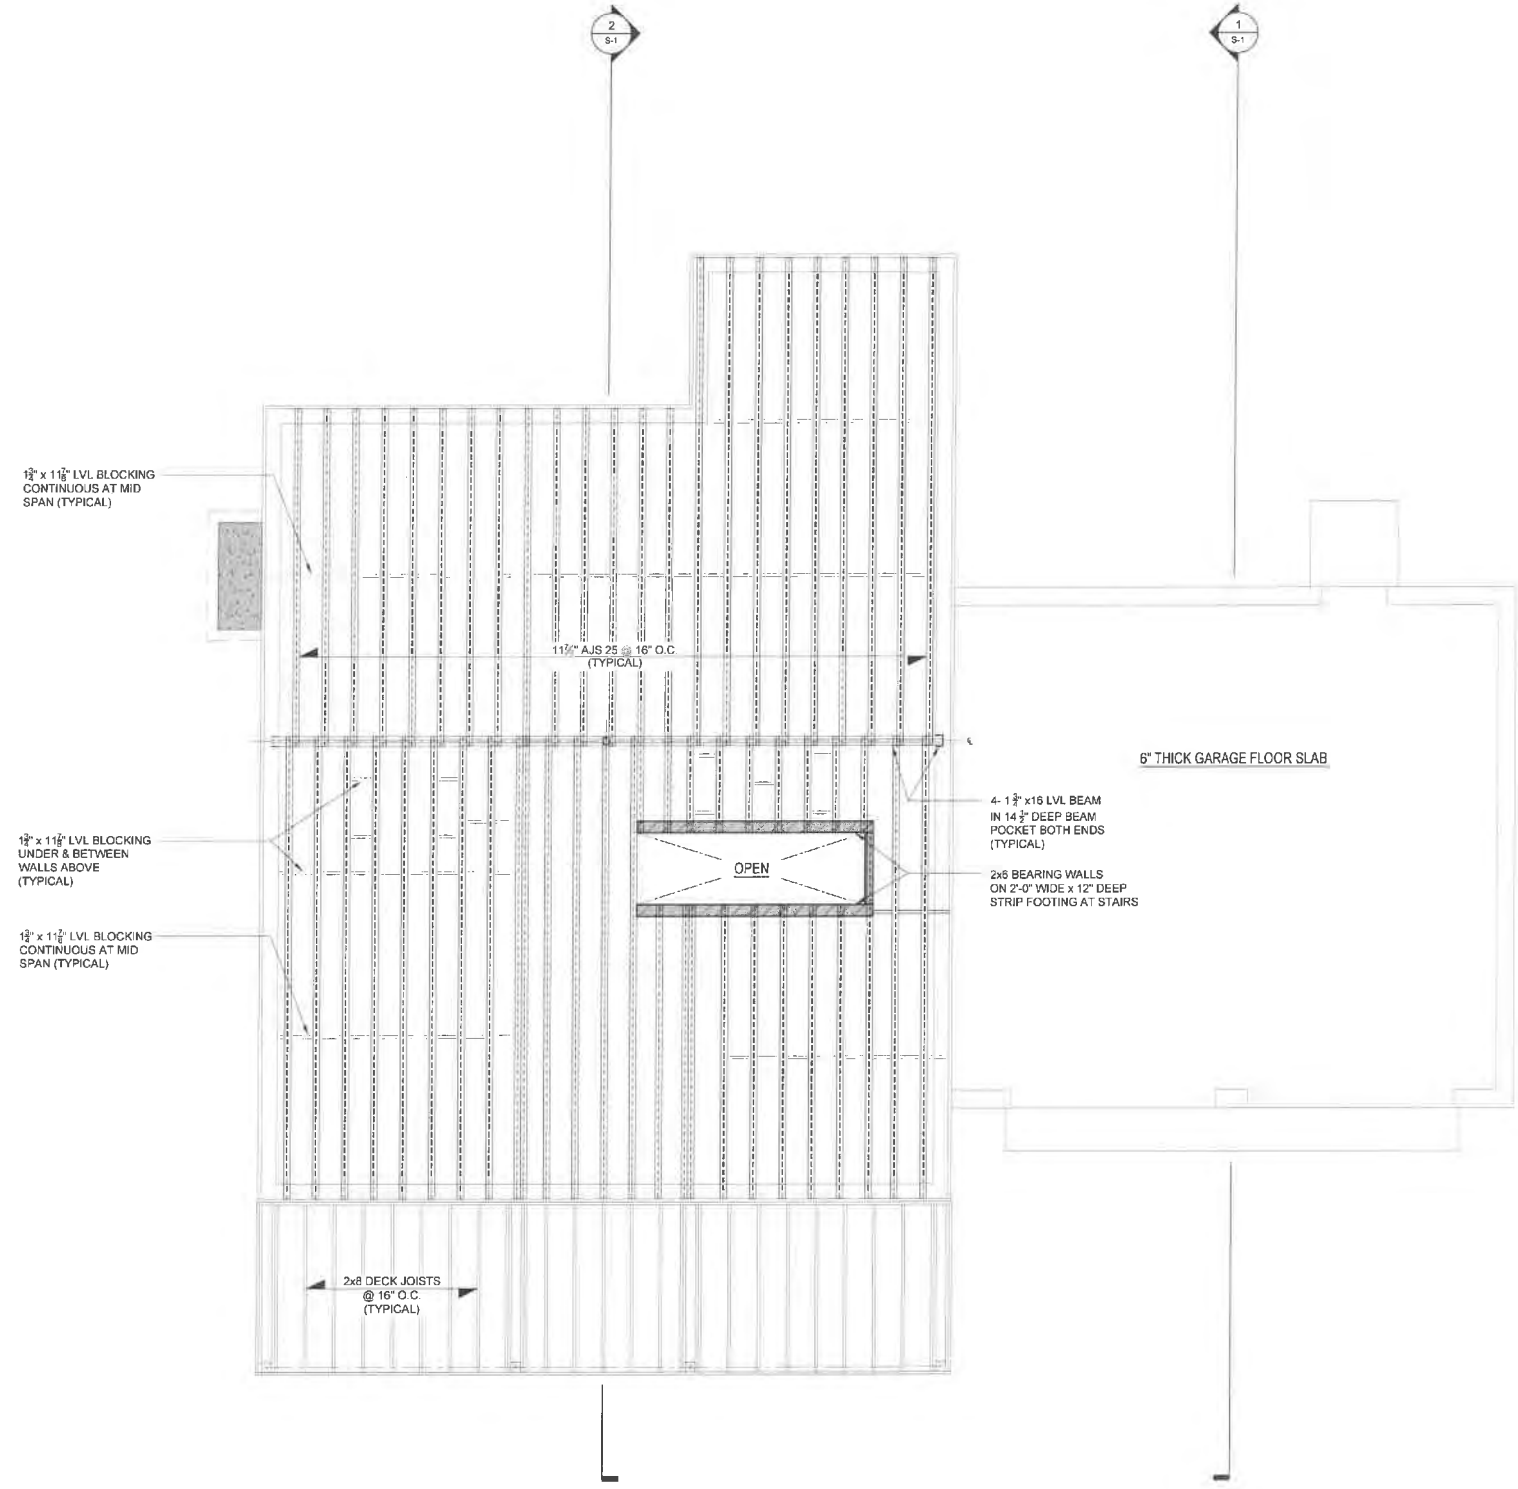 2
S-1
1
S-1
1¾" x 11⅞" LVL BLOCKING
CONTINUOUS AT MID
SPAN (TYPICAL)
11⅞" AJS 25 @ 16" O.C.
(TYPICAL)
6" THICK GARAGE FLOOR SLAB
4- 1¾" x16 LVL BEAM
IN 14½" DEEP BEAM
POCKET BOTH ENDS
(TYPICAL)
1¾" x 11⅞" LVL BLOCKING
UNDER & BETWEEN
WALLS ABOVE
(TYPICAL)
OPEN
2x6 BEARING WALLS
ON 2'-0" WIDE x 12" DEEP
STRIP FOOTING AT STAIRS
1¾" x 11⅞" LVL BLOCKING
CONTINUOUS AT MID
SPAN (TYPICAL)
2x8 DECK JOISTS
@ 16" O.C.
(TYPICAL)